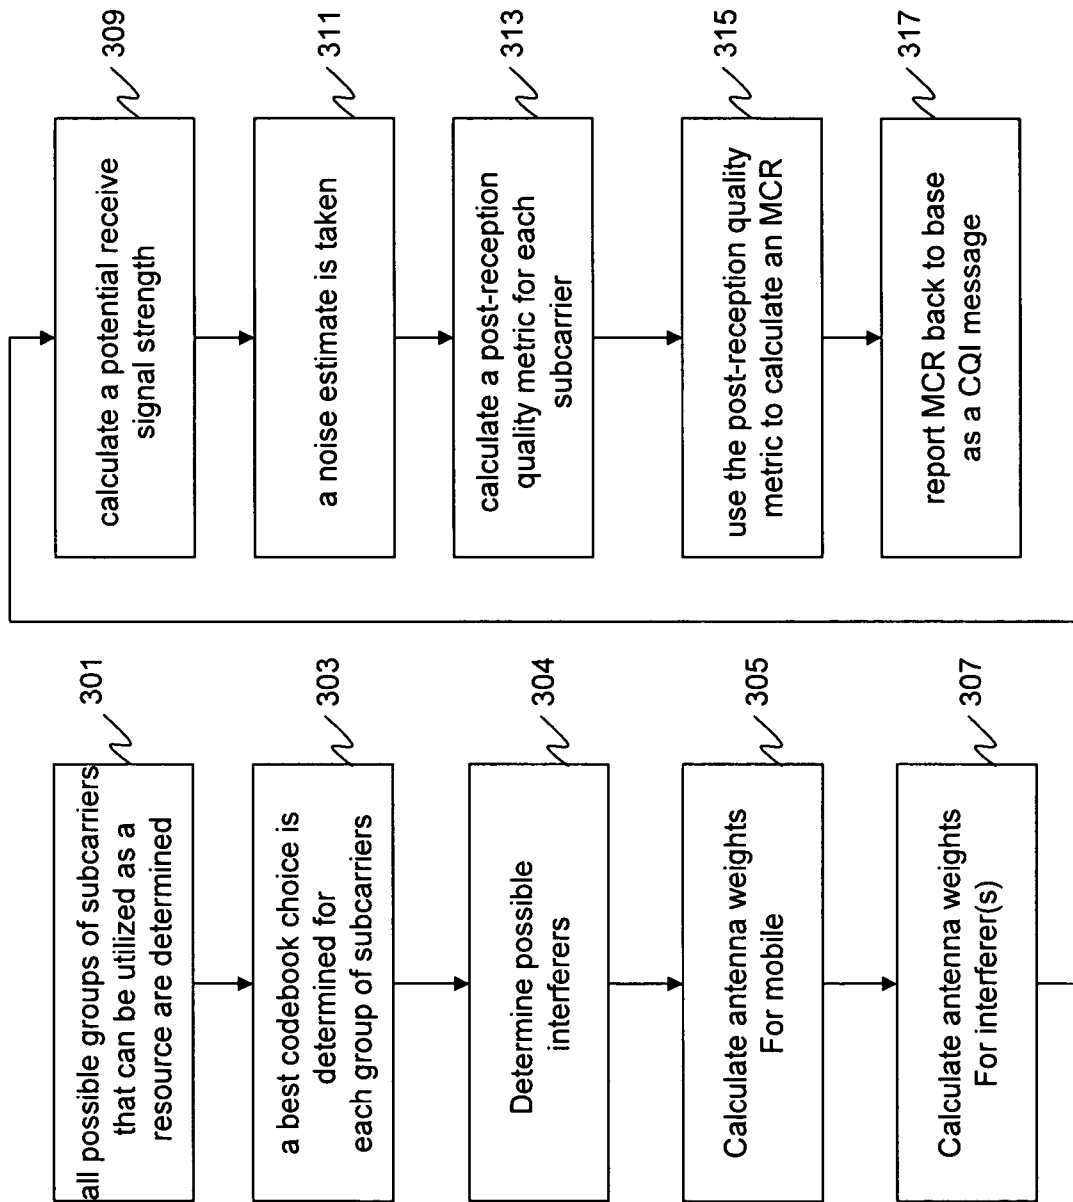 all possible groups of subcarriers
that can be utilized as a
resource are determined
301
a best codebook choice is
determined for
each group of subcarriers
303
Determine possible
interferers
304
Calculate antenna weights
For mobile
305
Calculate antenna weights
For interferer(s)
307
calculate a potential receive
signal strength
309
a noise estimate is taken
311
calculate a post-reception
quality metric for each
subcarrier
313
use the post-reception quality
metric to calculate an MCR
315
report MCR back to base
as a CQI message
317